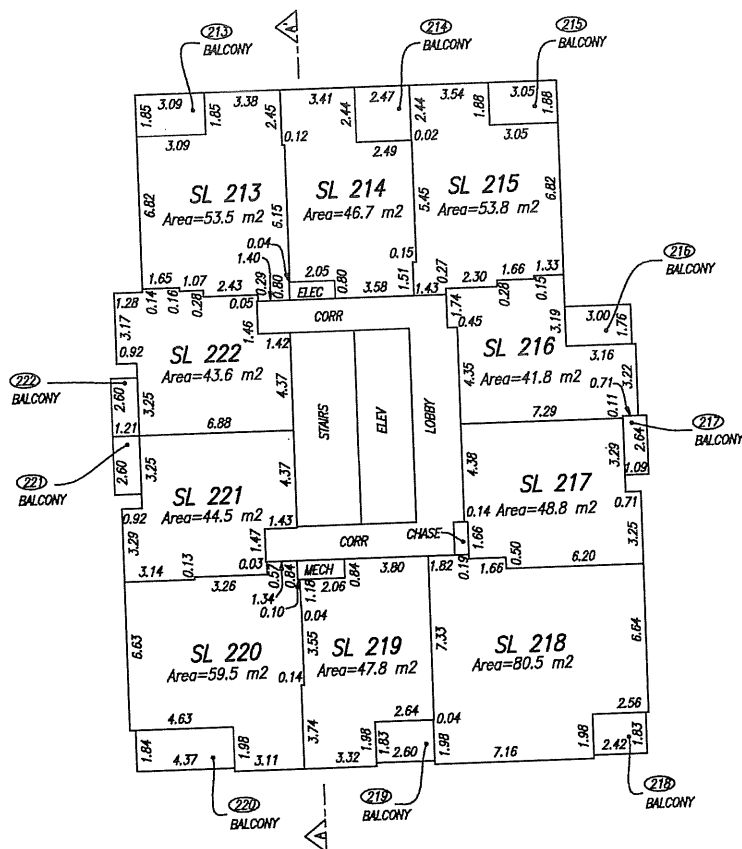 213
BALCONY
A
214
BALCONY
215
BALCONY
1.85 3.09 1.85 3.38 2.45 3.41 2.44 2.47 2.44 3.54 1.88 3.05 1.88
3.09 0.12 2.49 0.02 3.05
6.82 6.15 5.45 6.82
SL 213
Area=53.5 m2
SL 214
Area=46.7 m2
SL 215
Area=53.8 m2
0.04
1.40
0.15
1.65 1.07 2.43 0.29 0.80 2.05 0.80 3.58 1.51 1.43 0.27 2.30 1.66 1.33
0.14 0.16 0.28 0.05 ELEC 0.28 0.15
216
BALCONY
1.28 3.17 1.46 CORR 1.74 0.45 3.19 3.00 1.76
0.92 1.42 3.16
SL 222
Area=43.6 m2
SL 216
Area=41.8 m2
222
BALCONY
2.60 3.25 4.37 4.35 0.71 0.11 3.22
1.21 6.88 7.29
STAIRS
ELEV
LOBBY
217
BALCONY
221
BALCONY
2.60 3.25 4.37 4.38 3.29 2.64 1.09
SL 221
Area=44.5 m2
SL 217
Area=48.8 m2
0.92 0.14 0.71
3.29 1.43 1.47 CORR CHASE 1.66 3.25
3.14 0.13 3.26 0.03 0.57 0.84 MECH 0.84 3.80 1.82 0.19 1.66 0.50 6.20
1.34 0.10 1.18 2.06
0.04
6.63 3.55 7.33 6.64
SL 220
Area=59.5 m2
SL 219
Area=47.8 m2
SL 218
Area=80.5 m2
0.14
4.63 2.64 0.04 2.56
1.84 1.98 3.74 1.98 1.83 1.98 1.98 1.83
4.37 3.11 3.32 2.60 7.16 2.42
220
BALCONY
219
BALCONY
218
BALCONY
A